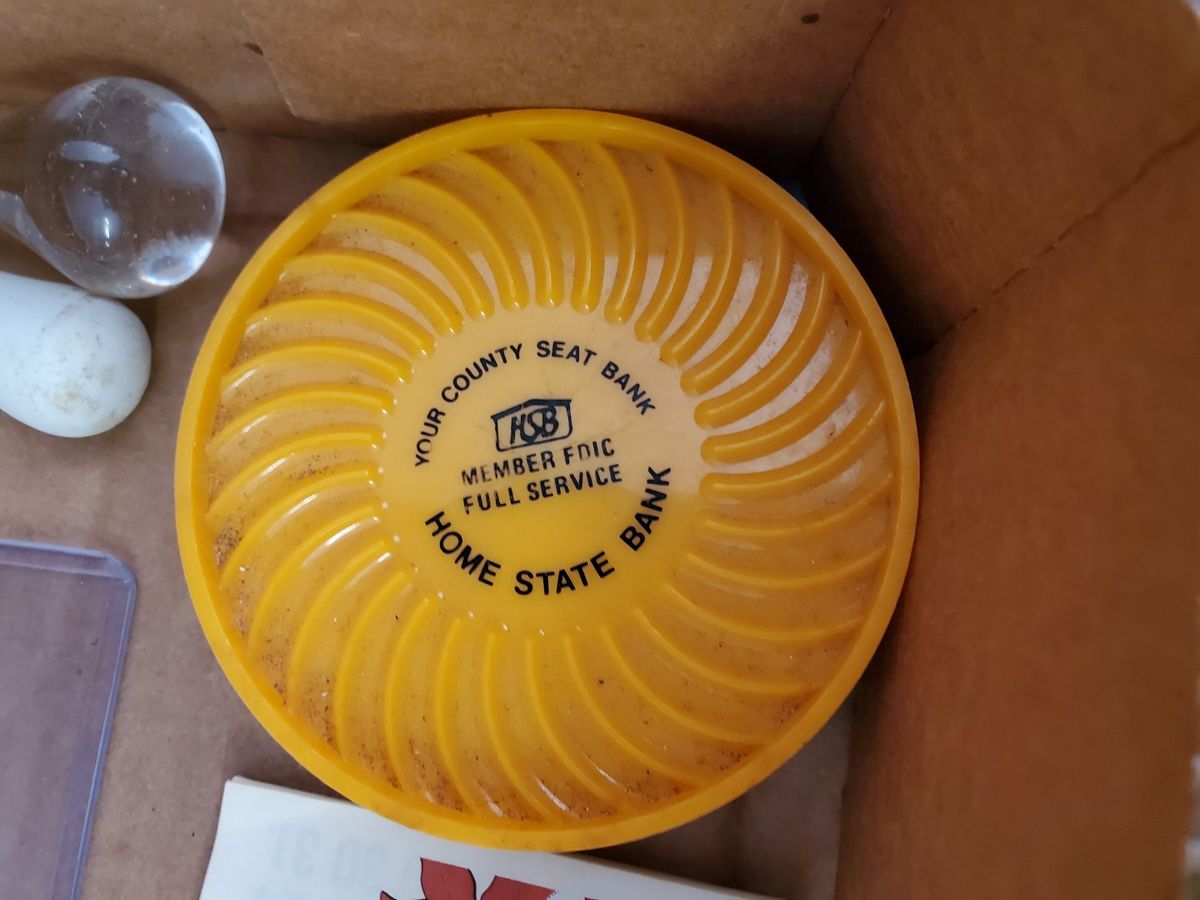 YOUR COUNTY SEAT BANK
HSB
MEMBER FDIC
FULL SERVICE
HOME STATE BANK